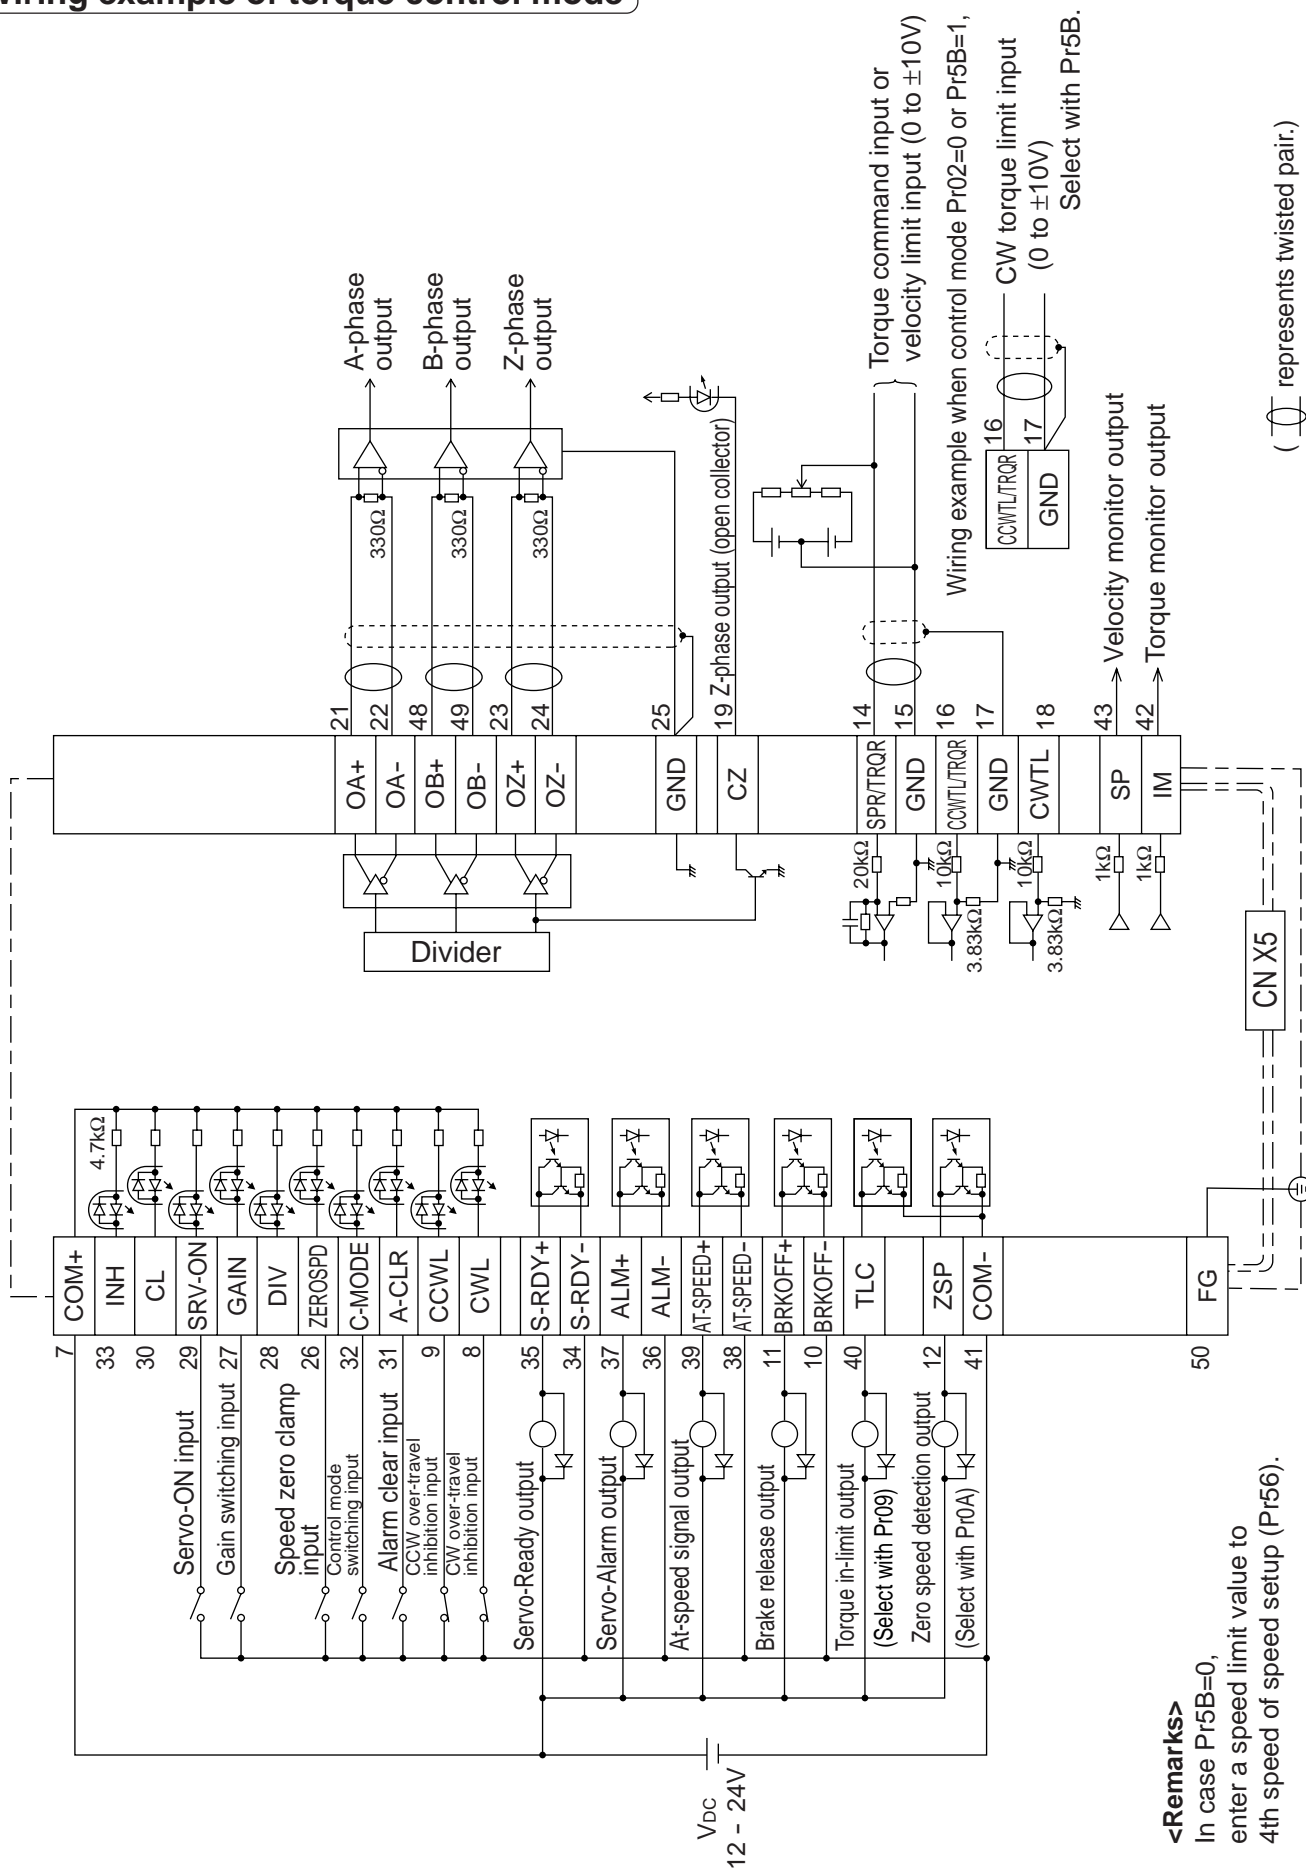 Wiring example of torque control mode
COM+
INH
CL
SRV-ON
GAIN
DIV
ZEROSPD
C-MODE
A-CLR
CCWL
CWL
S-RDY+
S-RDY-
ALM+
ALM-
AT-SPEED+
AT-SPEED-
BRKOFF+
BRKOFF-
TLC
ZSP
COM-
FG
7
33
30
29
27
28
26
32
31
9
8
35
34
37
36
39
38
11
10
40
12
41
50
4.7kΩ
Servo-ON input
Gain switching input
Speed zero clamp
input
Control mode
switching input
Alarm clear input
CCW over-travel
inhibition input
CW over-travel
inhibition input
Servo-Ready output
Servo-Alarm output
At-speed signal output
Brake release output
Torque in-limit output
(Select with Pr09)
Zero speed detection output
(Select with Pr0A)
VDC
12 – 24V
Divider
OA+
OA-
OB+
OB-
OZ+
OZ-
GND
CZ
SPR/TRQR
GND
CCWTL/TRQR
GND
CWTL
SP
IM
21
22
48
49
23
24
25
19
14
15
16
17
18
43
42
330Ω
330Ω
330Ω
A-phase
output
B-phase
output
Z-phase
output
Z-phase output (open collector)
20kΩ
10kΩ
3.83kΩ
10kΩ
3.83kΩ
1kΩ
1kΩ
Torque command input or
velocity limit input (0 to ±10V)
Wiring example when control mode Pr02=0 or Pr5B=1,
CCWTL/TRQR
GND
16
17
CW torque limit input
(0 to ±10V)
Select with Pr5B.
Velocity monitor output
Torque monitor output
CN X5
( represents twisted pair.)
<Remarks>
In case Pr5B=0,
enter a speed limit value to
4th speed of speed setup (Pr56).